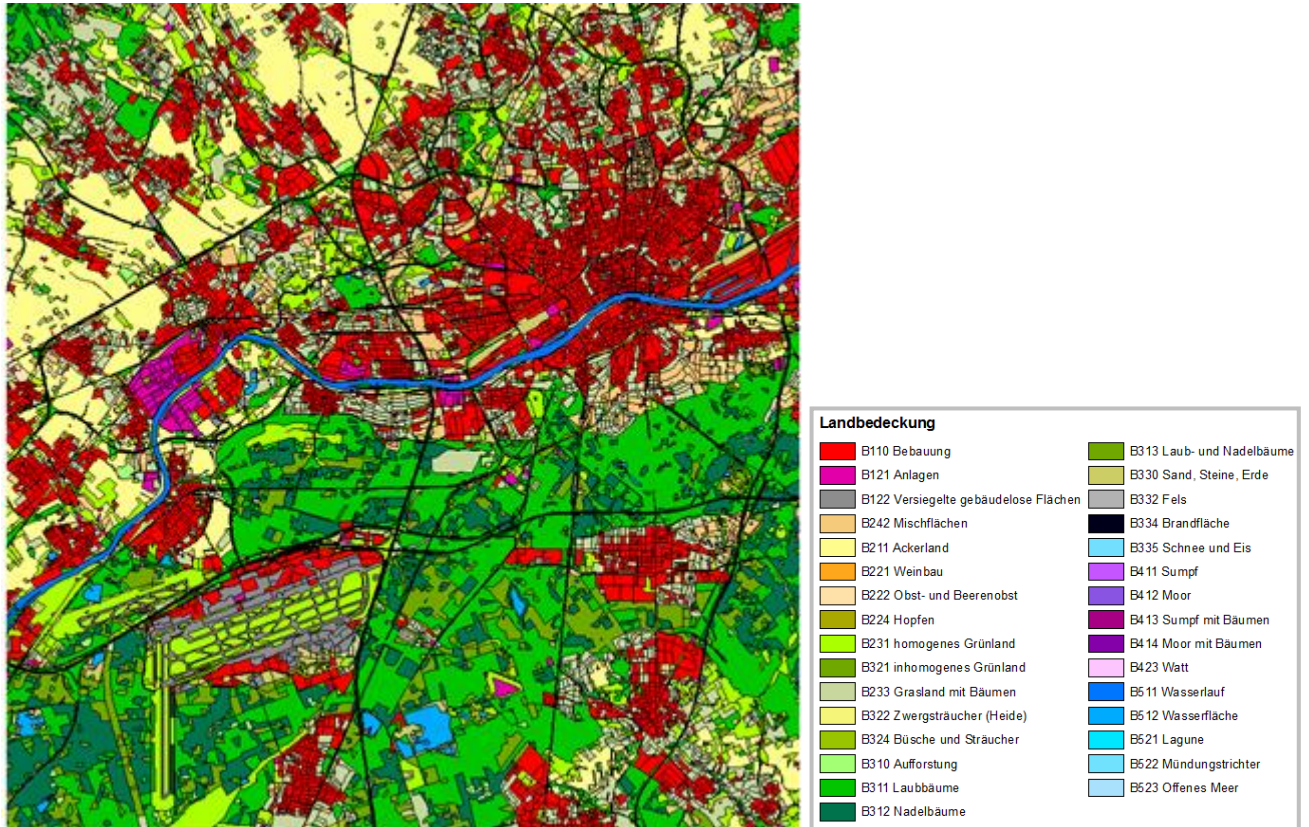 Landbedeckung
B110 Bebauung
B121 Anlagen
B122 Versiegelte gebäudelose Flächen
B242 Mischflächen
B211 Ackerland
B221 Weinbau
B222 Obst- und Beerenobst
B224 Hopfen
B231 homogenes Grünland
B321 inhomogenes Grünland
B233 Grasland mit Bäumen
B322 Zwergsträucher (Heide)
B324 Büsche und Sträucher
B310 Aufforstung
B311 Laubbäume
B312 Nadelbäume
B313 Laub- und Nadelbäume
B330 Sand, Steine, Erde
B332 Fels
B334 Brandfläche
B335 Schnee und Eis
B411 Sumpf
B412 Moor
B413 Sumpf mit Bäumen
B414 Moor mit Bäumen
B423 Watt
B511 Wasserlauf
B512 Wasserfläche
B521 Lagune
B522 Mündungstrichter
B523 Offenes Meer